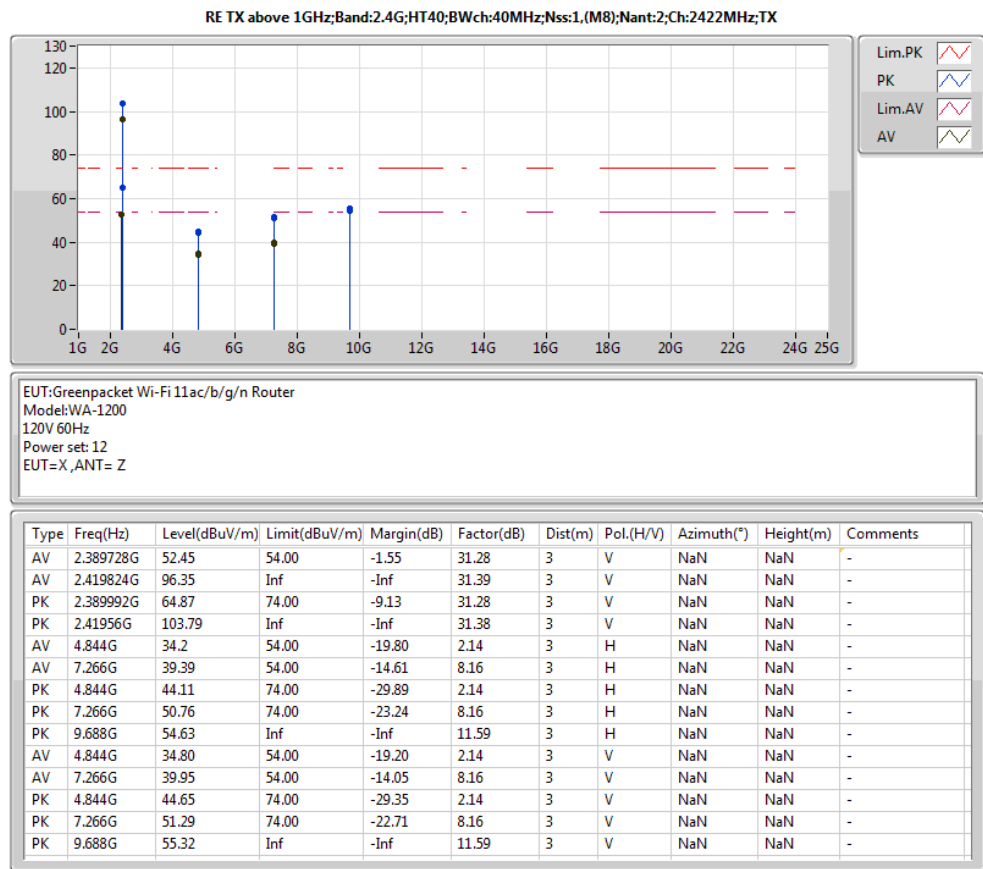 RE TX above 1GHz;Band:2.4G;HT40;BWch:40MHz;Nss:1,(M8);Nant:2;Ch:2422MHz;TX
130
120
100
80
60
40
20
0
1G 2G 4G 6G 8G 10G 12G 14G 16G 18G 20G 22G 24G 25G
Lim.PK
PK
Lim.AV
AV
EUT:Greenpacket Wi-Fi 11ac/b/g/n Router
Model:WA-1200
120V 60Hz
Power set: 12
EUT=X ,ANT= Z
Type Freq(Hz) Level(dBuV/m) Limit(dBuV/m) Margin(dB) Factor(dB) Dist(m) Pol.(H/V) Azimuth(°) Height(m) Comments
AV 2.389728G 52.45 54.00 -1.55 31.28 3 V NaN NaN -
AV 2.419824G 96.35 Inf -Inf 31.39 3 V NaN NaN -
PK 2.389992G 64.87 74.00 -9.13 31.28 3 V NaN NaN -
PK 2.41956G 103.79 Inf -Inf 31.38 3 V NaN NaN -
AV 4.844G 34.2 54.00 -19.80 2.14 3 H NaN NaN -
AV 7.266G 39.39 54.00 -14.61 8.16 3 H NaN NaN -
PK 4.844G 44.11 74.00 -29.89 2.14 3 H NaN NaN -
PK 7.266G 50.76 74.00 -23.24 8.16 3 H NaN NaN -
PK 9.688G 54.63 Inf -Inf 11.59 3 H NaN NaN -
AV 4.844G 34.80 54.00 -19.20 2.14 3 V NaN NaN -
AV 7.266G 39.95 54.00 -14.05 8.16 3 V NaN NaN -
PK 4.844G 44.65 74.00 -29.35 2.14 3 V NaN NaN -
PK 7.266G 51.29 74.00 -22.71 8.16 3 V NaN NaN -
PK 9.688G 55.32 Inf -Inf 11.59 3 V NaN NaN -